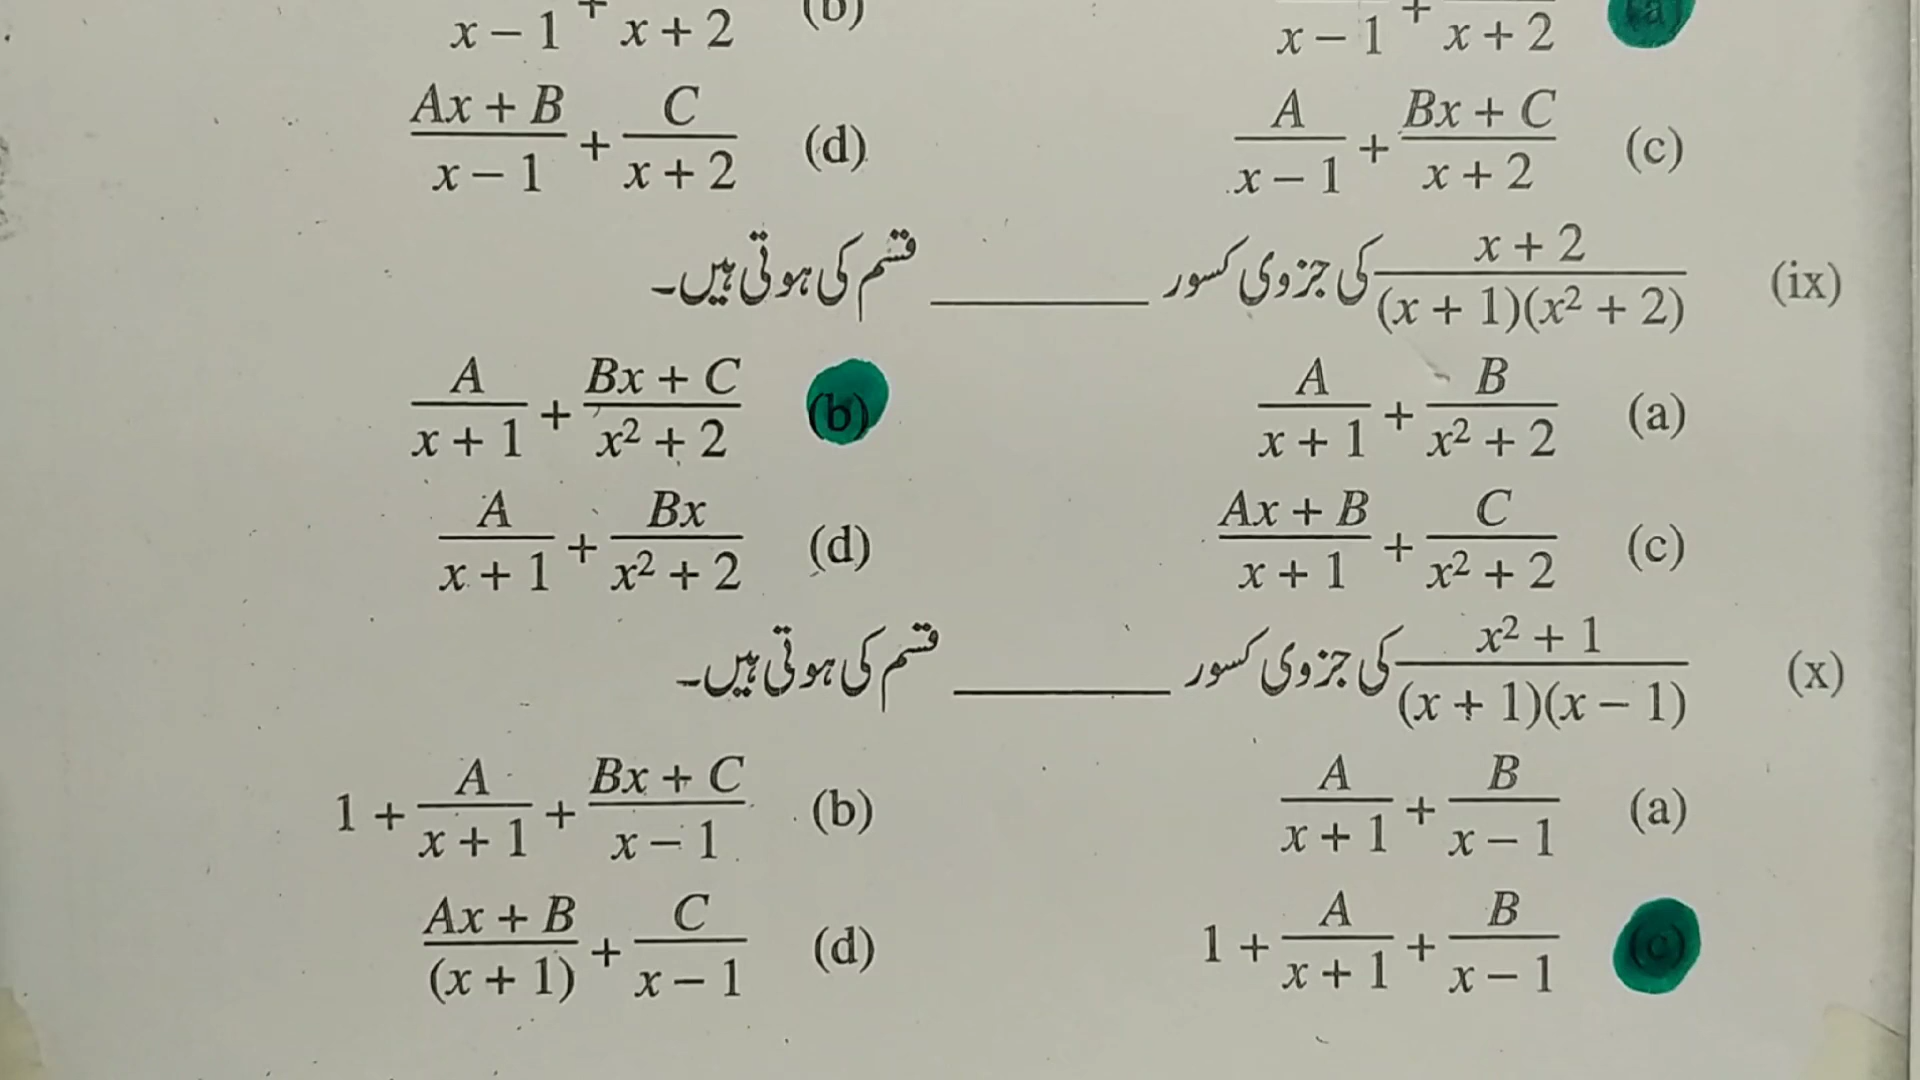 (a) x − 1 + x + 2 (b) x − 1 + x + 2
(c) A/(x − 1) + (Bx + C)/(x + 2) (d) (Ax + B)/(x − 1) + C/(x + 2)
(ix) (x + 2)/((x + 1)(x² + 2)) کی جزوی کسور ________ قسم کی ہوتی ہیں۔
(a) A/(x + 1) + B/(x² + 2) (b) A/(x + 1) + (Bx + C)/(x² + 2)
(c) (Ax + B)/(x + 1) + C/(x² + 2) (d) A/(x + 1) + Bx/(x² + 2)
(x) (x² + 1)/((x + 1)(x − 1)) کی جزوی کسور ________ قسم کی ہوتی ہیں۔
(a) A/(x + 1) + B/(x − 1) (b) 1 + A/(x + 1) + (Bx + C)/(x − 1)
(c) 1 + A/(x + 1) + B/(x − 1) (d) (Ax + B)/((x + 1)) + C/(x − 1)